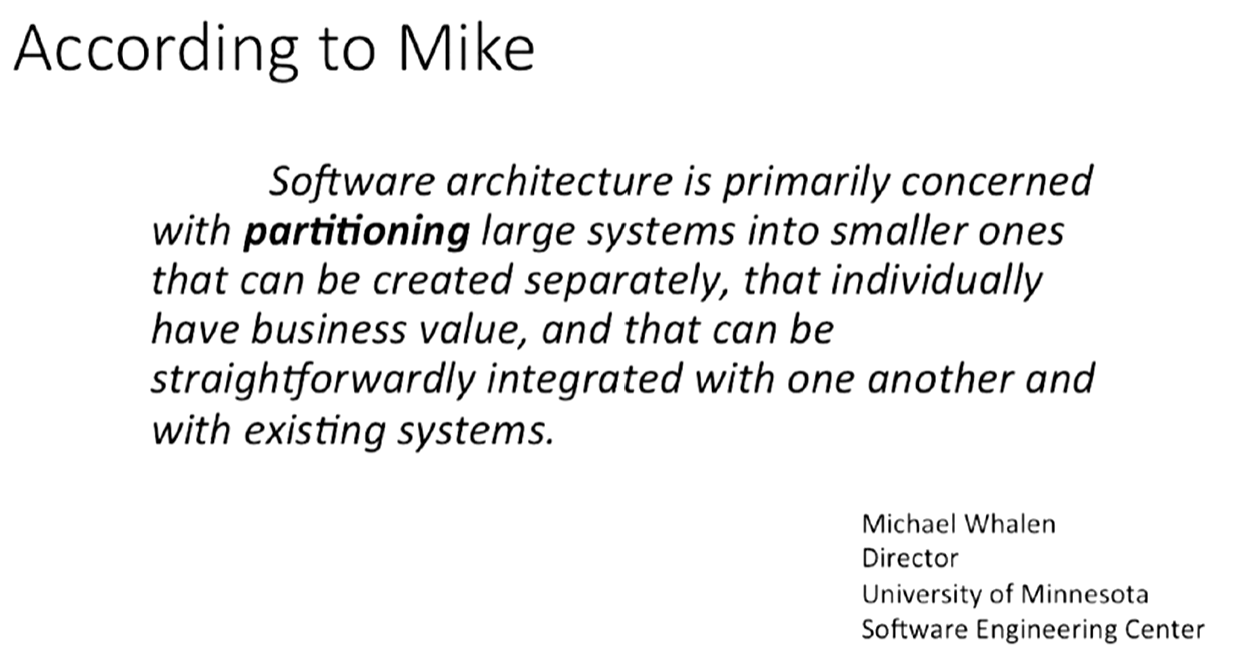 According to Mike
Software architecture is primarily concerned
with partitioning large systems into smaller ones
that can be created separately, that individually
have business value, and that can be
straightforwardly integrated with one another and
with existing systems.
Michael Whalen
Director
University of Minnesota
Software Engineering Center